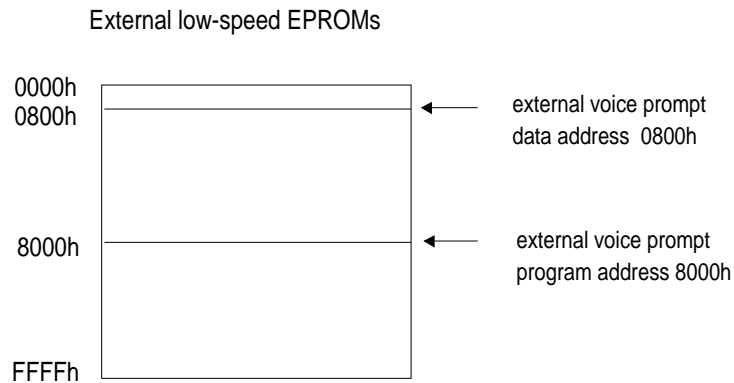 External low-speed EPROMs
0000h
0800h
external voice prompt
data address 0800h
8000h
external voice prompt
program address 8000h
FFFFh